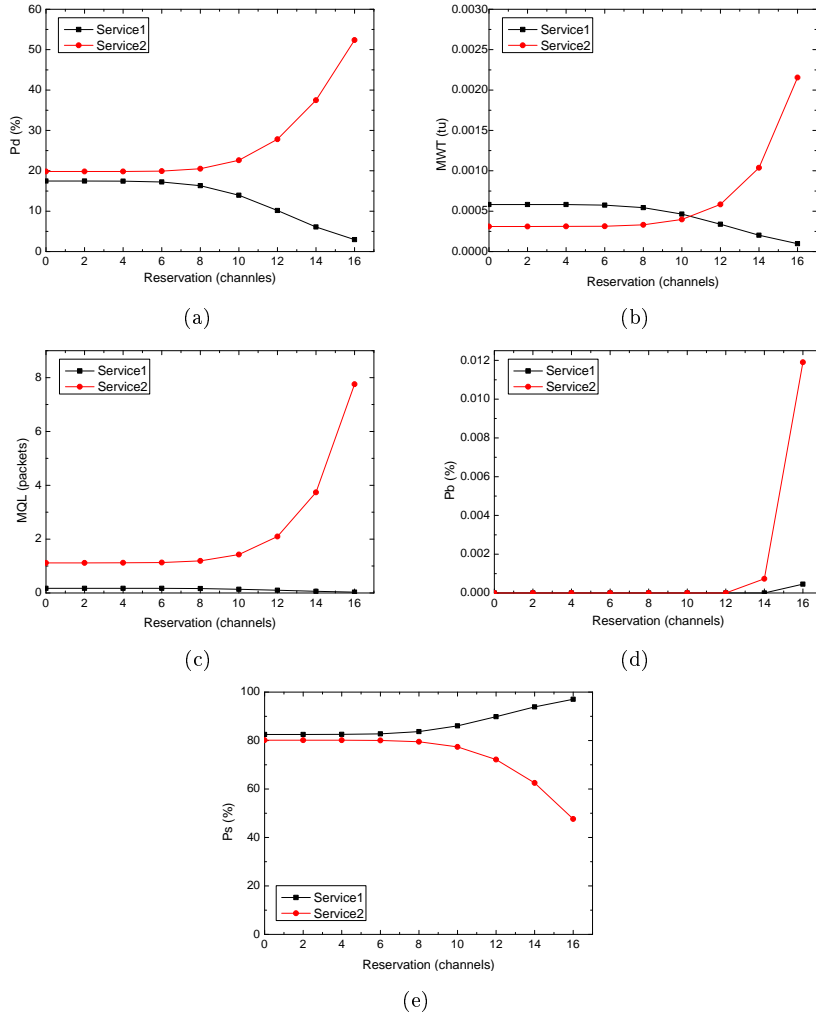 60
50
40
30
20
10
0
Pd (%)
Service1
Service2
0 2 4 6 8 10 12 14 16
Reservation (channles)
(a)
0.0030
0.0025
0.0020
0.0015
0.0010
0.0005
0.0000
MWT (tu)
Service1
Service2
0 2 4 6 8 10 12 14 16
Reservation (channels)
(b)
8
6
4
2
0
MQL (packets)
Service1
Service2
0 2 4 6 8 10 12 14 16
Reservation (channels)
(c)
0.012
0.010
0.008
0.006
0.004
0.002
0.000
Pb (%)
Service1
Service2
0 2 4 6 8 10 12 14 16
Reservation (channels)
(d)
100
80
60
40
20
0
Ps (%)
Service1
Service2
0 2 4 6 8 10 12 14 16
Reservation (channels)
(e)